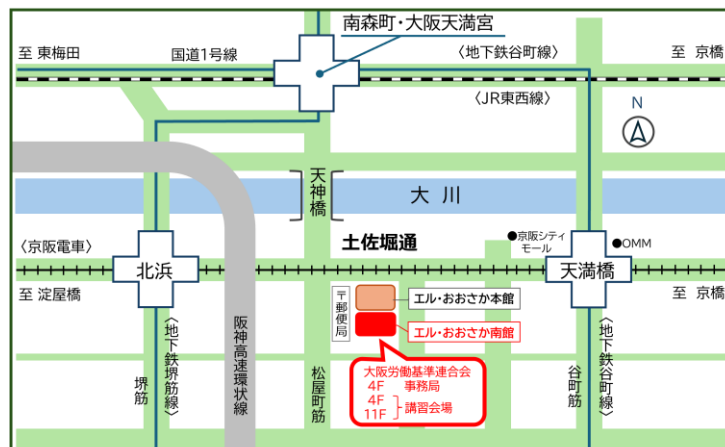 南森町・大阪天満宮
至 東梅田
国道1号線
〈地下鉄谷町線〉
至 京橋
〈JR東西線〉
N
天神橋
大川
〈京阪電車〉
土佐堀通
●京阪シティ
モール
●OMM
北浜
天満橋
至 淀屋橋
至 京橋
〒郵便局
エル・おおさか本館
エル・おおさか南館
大阪労働基準連合会
4F 事務局
4F
11F
講習会場
堺筋
〈地下鉄堺筋線〉
阪神高速環状線
松屋町筋
谷町筋
〈地下鉄谷町線〉